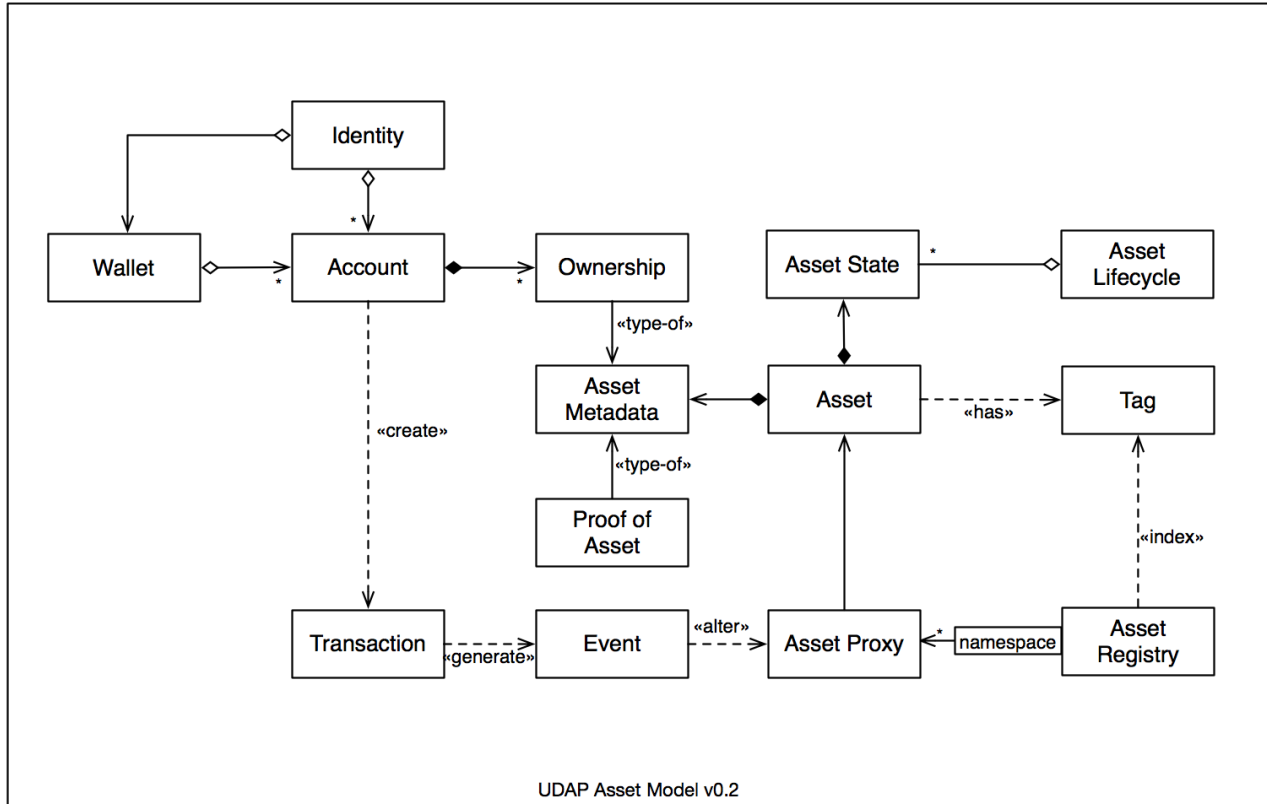 Identity
*
Wallet
*
Account
*
Ownership
Asset State
*
Asset
Lifecycle
«type-of»
Asset
Metadata
Asset
«has»
Tag
«create»
«type-of»
Proof of
Asset
«index»
Transaction
«generate»
Event
«alter»
Asset Proxy
*
namespace
Asset
Registry
UDAP Asset Model v0.2